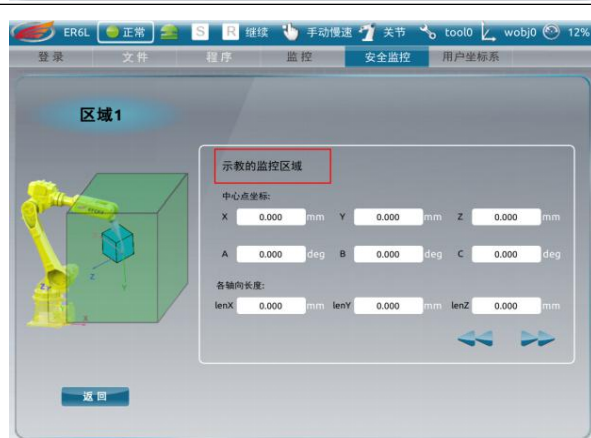 ER6L 正常 S R 继续 手动慢速 关节 tool0 wobj0 12%
登录 文件 程序 监控 安全监控 用户坐标系
区域1
示教的监控区域
中心点坐标:
X 0.000 mm Y 0.000 mm Z 0.000 mm
A 0.000 deg B 0.000 deg C 0.000 deg
各轴向长度:
lenX 0.000 mm lenY 0.000 mm lenZ 0.000 mm
Z Y
Z
X
返回